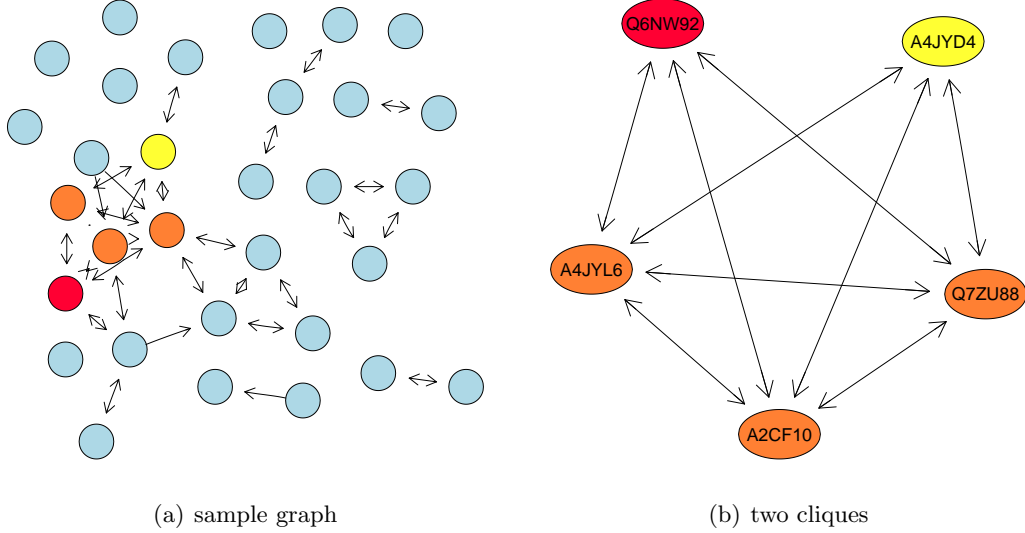 Q6NW92
A4JYD4
A4JYL6
Q7ZU88
A2CF10
(a) sample graph
(b) two cliques